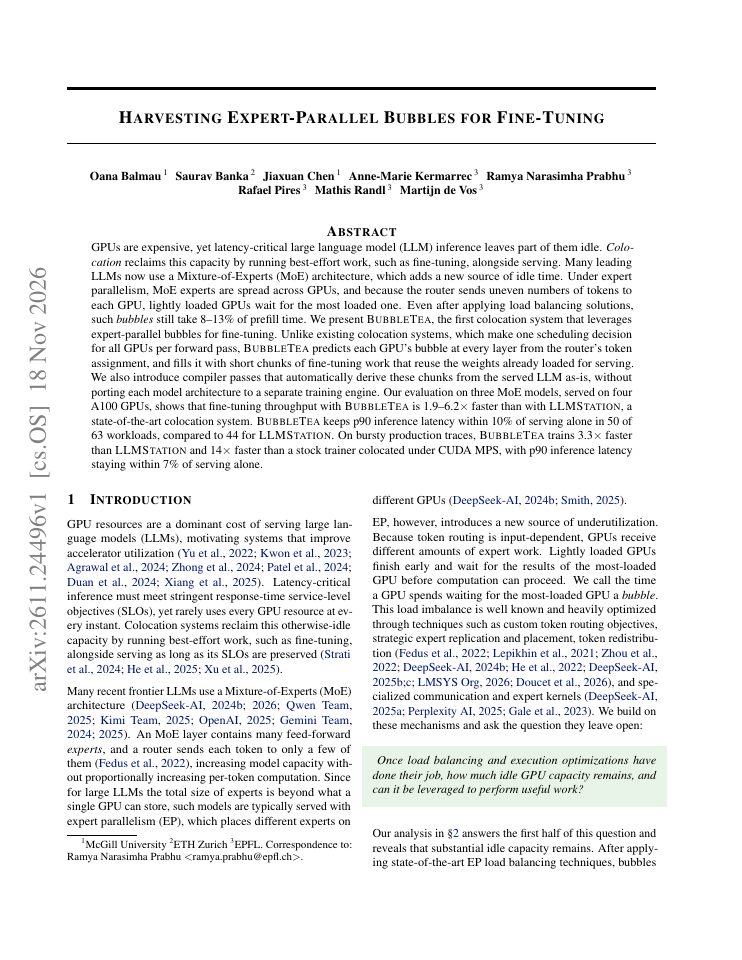 HARVESTING EXPERT-PARALLEL BUBBLES FOR FINE-TUNING
Oana Balmau 1 Saurav Banka 2 Jiaxuan Chen 1 Anne-Marie Kermarrec 3 Ramya Narasimha Prabhu 3
Rafael Pires 3 Mathis Randl 3 Martijn de Vos 3
ABSTRACT
GPUs are expensive, yet latency-critical large language model (LLM) inference leaves part of them idle. Colo-
cation reclaims this capacity by running best-effort work, such as fine-tuning, alongside serving. Many leading
LLMs now use a Mixture-of-Experts (MoE) architecture, which adds a new source of idle time. Under expert
parallelism, MoE experts are spread across GPUs, and because the router sends uneven numbers of tokens to
each GPU, lightly loaded GPUs wait for the most loaded one. Even after applying load balancing solutions,
such bubbles still take 8–13% of prefill time. We present BUBBLETEA, the first colocation system that leverages
expert-parallel bubbles for fine-tuning. Unlike existing colocation systems, which make one scheduling decision
for all GPUs per forward pass, BUBBLETEA predicts each GPU's bubble at every layer from the router's token
assignment, and fills it with short chunks of fine-tuning work that reuse the weights already loaded for serving.
We also introduce compiler passes that automatically derive these chunks from the served LLM as-is, without
porting each model architecture to a separate training engine. Our evaluation on three MoE models, served on four
A100 GPUs, shows that fine-tuning throughput with BUBBLETEA is 1.9–6.2× faster than with LLMSTATION, a
state-of-the-art colocation system. BUBBLETEA keeps p90 inference latency within 10% of serving alone in 50 of
63 workloads, compared to 44 for LLMSTATION. On bursty production traces, BUBBLETEA trains 3.3× faster
than LLMSTATION and 14× faster than a stock trainer colocated under CUDA MPS, with p90 inference latency
staying within 7% of serving alone.
1 INTRODUCTION
GPU resources are a dominant cost of serving large lan-
guage models (LLMs), motivating systems that improve
accelerator utilization (Yu et al., 2022; Kwon et al., 2023;
Agrawal et al., 2024; Zhong et al., 2024; Patel et al., 2024;
Duan et al., 2024; Xiang et al., 2025). Latency-critical
inference must meet stringent response-time service-level
objectives (SLOs), yet rarely uses every GPU resource at ev-
ery instant. Colocation systems reclaim this otherwise-idle
capacity by running best-effort work, such as fine-tuning,
alongside serving as long as its SLOs are preserved (Strati
et al., 2024; He et al., 2025; Xu et al., 2025).
Many recent frontier LLMs use a Mixture-of-Experts (MoE)
architecture (DeepSeek-AI, 2024b; 2026; Qwen Team,
2025; Kimi Team, 2025; OpenAI, 2025; Gemini Team,
2024; 2025). An MoE layer contains many feed-forward
experts, and a router sends each token to only a few of
them (Fedus et al., 2022), increasing model capacity with-
out proportionally increasing per-token computation. Since
for large LLMs the total size of experts is beyond what a
single GPU can store, such models are typically served with
expert parallelism (EP), which places different experts on
1McGill University 2ETH Zurich 3EPFL. Correspondence to:
Ramya Narasimha Prabhu <ramya.prabhu@epfl.ch>.
different GPUs (DeepSeek-AI, 2024b; Smith, 2025).
EP, however, introduces a new source of underutilization.
Because token routing is input-dependent, GPUs receive
different amounts of expert work. Lightly loaded GPUs
finish early and wait for the results of the most-loaded
GPU before computation can proceed. We call the time
a GPU spends waiting for the most-loaded GPU a bubble.
This load imbalance is well known and heavily optimized
through techniques such as custom token routing objectives,
strategic expert replication and placement, token redistribu-
tion (Fedus et al., 2022; Lepikhin et al., 2021; Zhou et al.,
2022; DeepSeek-AI, 2024b; He et al., 2022; DeepSeek-AI,
2025b;c; LMSYS Org, 2026; Doucet et al., 2026), and spe-
cialized communication and expert kernels (DeepSeek-AI,
2025a; Perplexity AI, 2025; Gale et al., 2023). We build on
these mechanisms and ask the question they leave open:
Once load balancing and execution optimizations have
done their job, how much idle GPU capacity remains, and
can it be leveraged to perform useful work?
Our analysis in §2 answers the first half of this question and
reveals that substantial idle capacity remains. After apply-
ing state-of-the-art EP load balancing techniques, bubbles
arXiv:2611.24496v1 [cs.OS] 18 Nov 2026